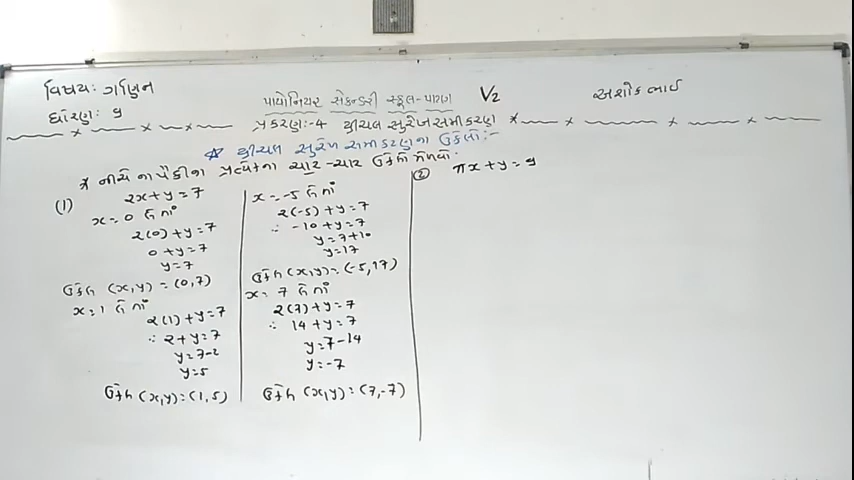 વિષય: ગણિત
પાયોનિયર સેકન્ડરી સ્કૂલ-પાટણ V2
ધોરણ: ૯
પ્રકરણ:-4 દ્વિચલ સુરેખ સમીકરણ
દ્વિચલ સુરેખ સમીકરણના ઉકેલો:-
* નીચેના પૈકીના પ્રત્યેકના ચાર-ચાર ઉકેલો મેળવો.
(1) 2x+y=7
x=0 લેતાં
2(0)+y=7
0+y=7
y=7
ઉકેલ (x,y)=(0,7)
x=1 લેતાં
2(1)+y=7
∴ 2+y=7
y=7-2
y=5
ઉકેલ (x,y)=(1,5)
x=-5 લેતાં
2(-5)+y=7
∴ -10+y=7
y=7+10
y=17
ઉકેલ (x,y)=(-5,17)
x=7 લેતાં
2(7)+y=7
∴ 14+y=7
y=7-14
y=-7
ઉકેલ (x,y)=(7,-7)
(2) πx+y=૯